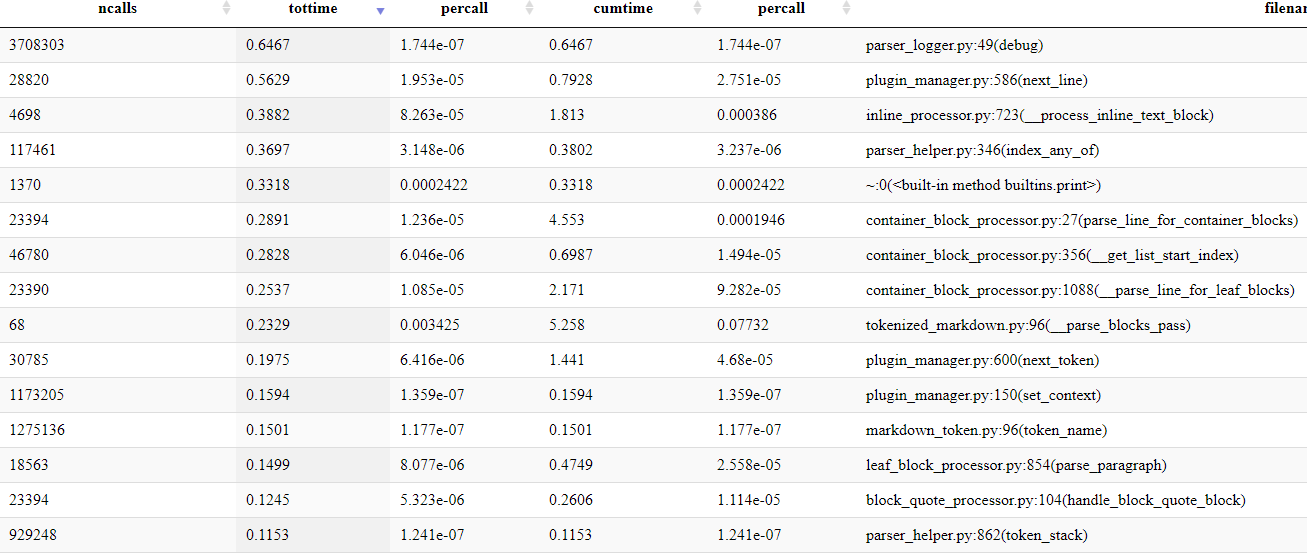 ncalls tottime percall cumtime percall filenar
3708303 0.6467 1.744e-07 0.6467 1.744e-07 parser_logger.py:49(debug)
28820 0.5629 1.953e-05 0.7928 2.751e-05 plugin_manager.py:586(next_line)
4698 0.3882 8.263e-05 1.813 0.000386 inline_processor.py:723(__process_inline_text_block)
117461 0.3697 3.148e-06 0.3802 3.237e-06 parser_helper.py:346(index_any_of)
1370 0.3318 0.0002422 0.3318 0.0002422 ~:0(<built-in method builtins.print>)
23394 0.2891 1.236e-05 4.553 0.0001946 container_block_processor.py:27(parse_line_for_container_blocks)
46780 0.2828 6.046e-06 0.6987 1.494e-05 container_block_processor.py:356(__get_list_start_index)
23390 0.2537 1.085e-05 2.171 9.282e-05 container_block_processor.py:1088(__parse_line_for_leaf_blocks)
68 0.2329 0.003425 5.258 0.07732 tokenized_markdown.py:96(__parse_blocks_pass)
30785 0.1975 6.416e-06 1.441 4.68e-05 plugin_manager.py:600(next_token)
1173205 0.1594 1.359e-07 0.1594 1.359e-07 plugin_manager.py:150(set_context)
1275136 0.1501 1.177e-07 0.1501 1.177e-07 markdown_token.py:96(token_name)
18563 0.1499 8.077e-06 0.4749 2.558e-05 leaf_block_processor.py:854(parse_paragraph)
23394 0.1245 5.323e-06 0.2606 1.114e-05 block_quote_processor.py:104(handle_block_quote_block)
929248 0.1153 1.241e-07 0.1153 1.241e-07 parser_helper.py:862(token_stack)